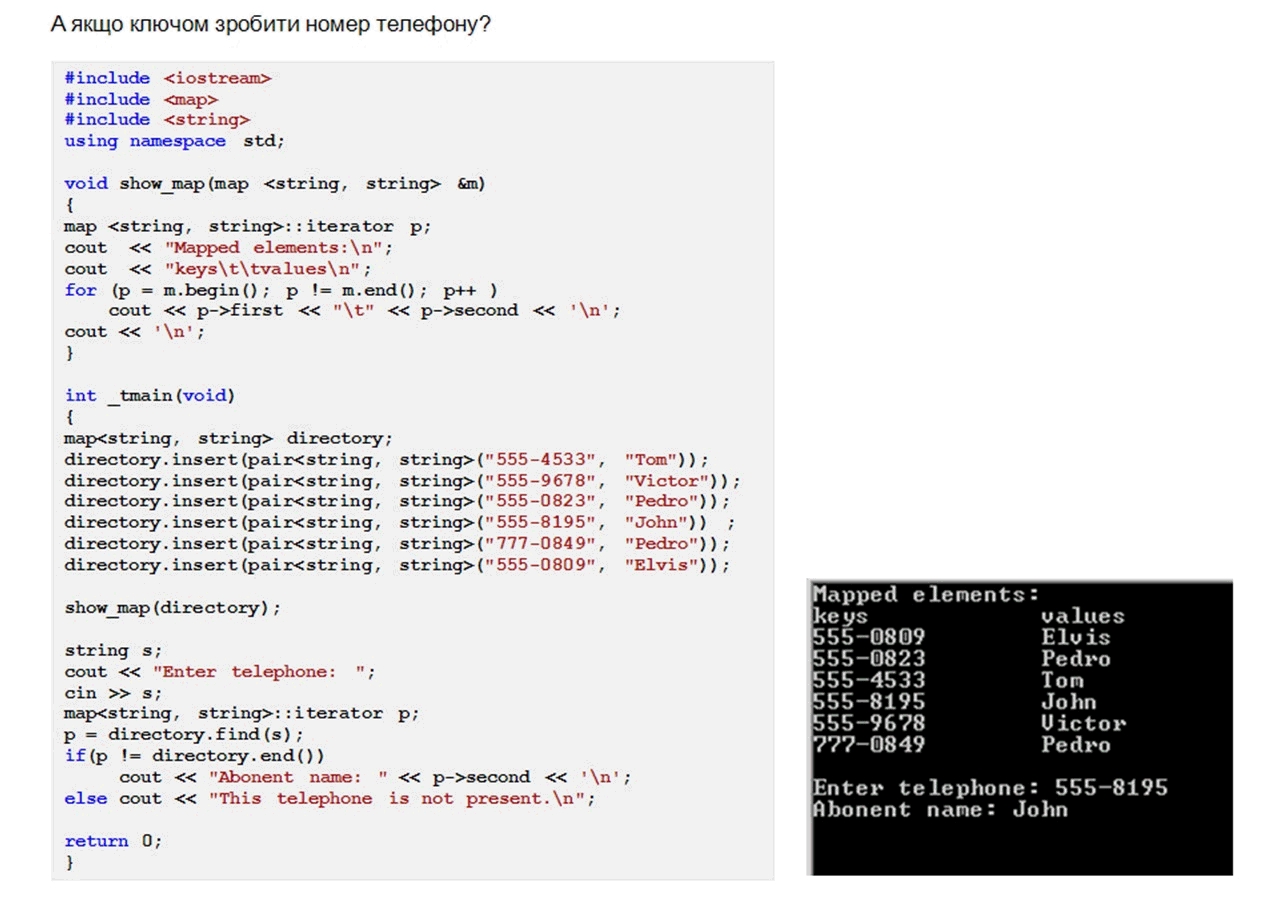 А якщо ключом зробити номер телефону?
#include <iostream>
#include <map>
#include <string>
using namespace std;
void show_map(map <string, string> &m)
{
map <string, string>::iterator p;
cout << "Mapped elements:\n";
cout << "keys\t\tvalues\n";
for (p = m.begin(); p != m.end(); p++ )
cout << p->first << "\t" << p->second << '\n';
cout << '\n';
}
int _tmain(void)
{
map<string, string> directory;
directory.insert(pair<string, string>("555-4533", "Tom"));
directory.insert(pair<string, string>("555-9678", "Victor"));
directory.insert(pair<string, string>("555-0823", "Pedro"));
directory.insert(pair<string, string>("555-8195", "John")) ;
directory.insert(pair<string, string>("777-0849", "Pedro"));
directory.insert(pair<string, string>("555-0809", "Elvis"));
show_map(directory);
string s;
cout << "Enter telephone: ";
cin >> s;
map<string, string>::iterator p;
p = directory.find(s);
if(p != directory.end())
cout << "Abonent name: " << p->second << '\n';
else cout << "This telephone is not present.\n";
return 0;
}
Mapped elements:
keys values
555-0809 Elvis
555-0823 Pedro
555-4533 Tom
555-8195 John
555-9678 Victor
777-0849 Pedro
Enter telephone: 555-8195
Abonent name: John